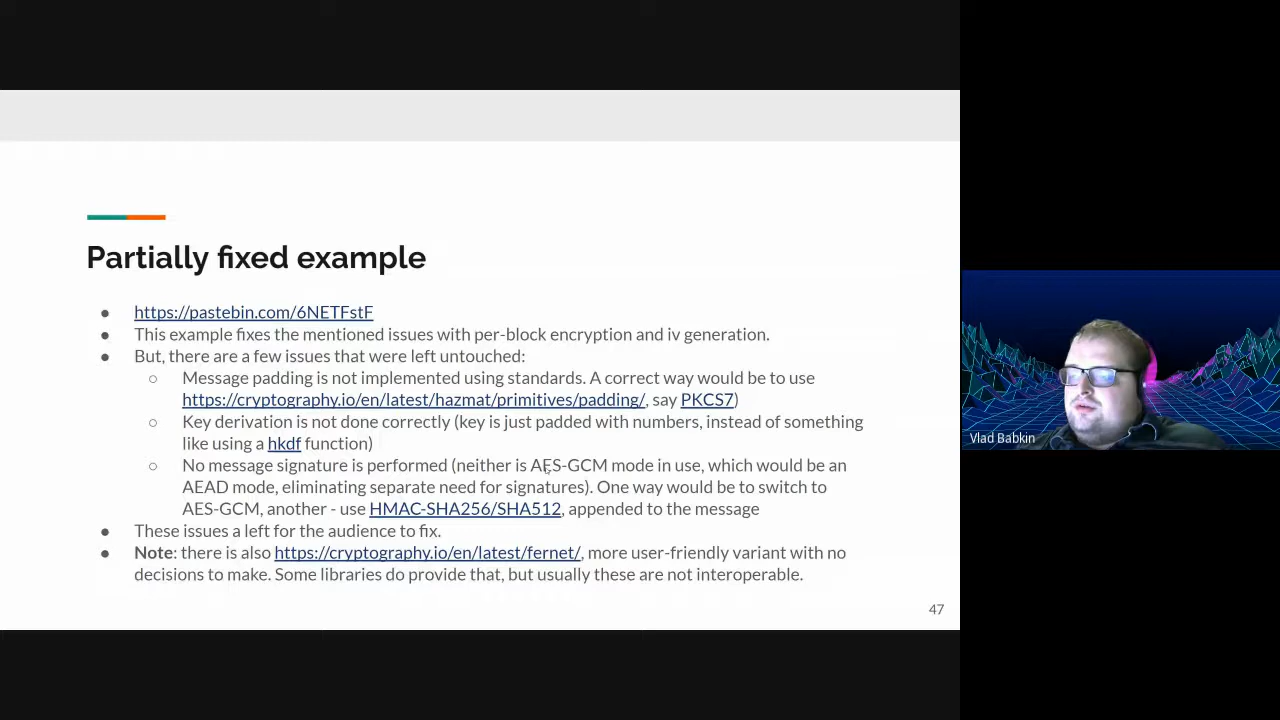 Partially fixed example
● https://pastebin.com/6NETFstF
● This example fixes the mentioned issues with per-block encryption and iv generation.
● But, there are a few issues that were left untouched:
○ Message padding is not implemented using standards. A correct way would be to use
https://cryptography.io/en/latest/hazmat/primitives/padding/, say PKCS7)
○ Key derivation is not done correctly (key is just padded with numbers, instead of something
like using a hkdf function)
○ No message signature is performed (neither is AES-GCM mode in use, which would be an
AEAD mode, eliminating separate need for signatures). One way would be to switch to
AES-GCM, another - use HMAC-SHA256/SHA512, appended to the message
● These issues a left for the audience to fix.
● Note: there is also https://cryptography.io/en/latest/fernet/, more user-friendly variant with no
decisions to make. Some libraries do provide that, but usually these are not interoperable.
47
Vlad Babkin